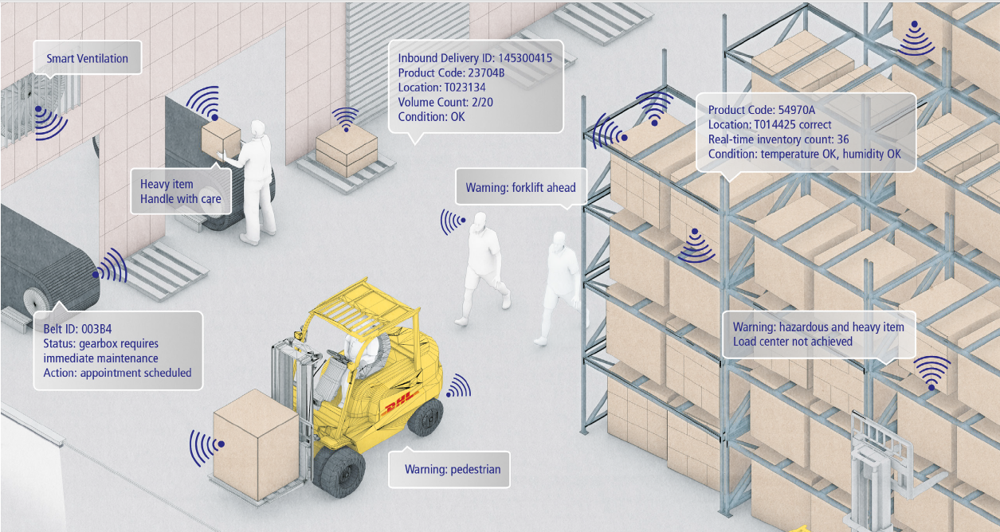 Smart Ventilation
Inbound Delivery ID: 145300415
Product Code: 23704B
Location: T023134
Volume Count: 2/20
Condition: OK
Product Code: 54970A
Location: T014425 correct
Real-time inventory count: 36
Condition: temperature OK, humidity OK
Heavy item
Handle with care
Warning: forklift ahead
Belt ID: 003B4
Status: gearbox requires
immediate maintenance
Action: appointment scheduled
Warning: hazardous and heavy item
Load center not achieved
DHL
Warning: pedestrian